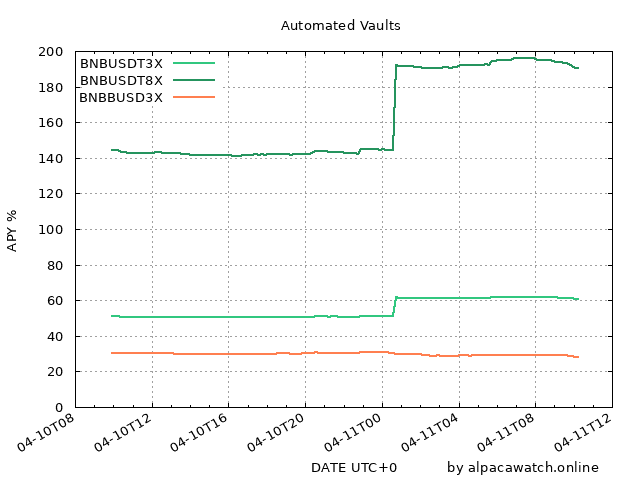 Automated Vaults
BNBUSDT3X
BNBUSDT8X
BNBBUSD3X
APY %
200
180
160
140
120
100
80
60
40
20
0
04-10T08
04-10T12
04-10T16
04-10T20
04-11T00
04-11T04
04-11T08
04-11T12
DATE UTC+0
by alpacawatch.online